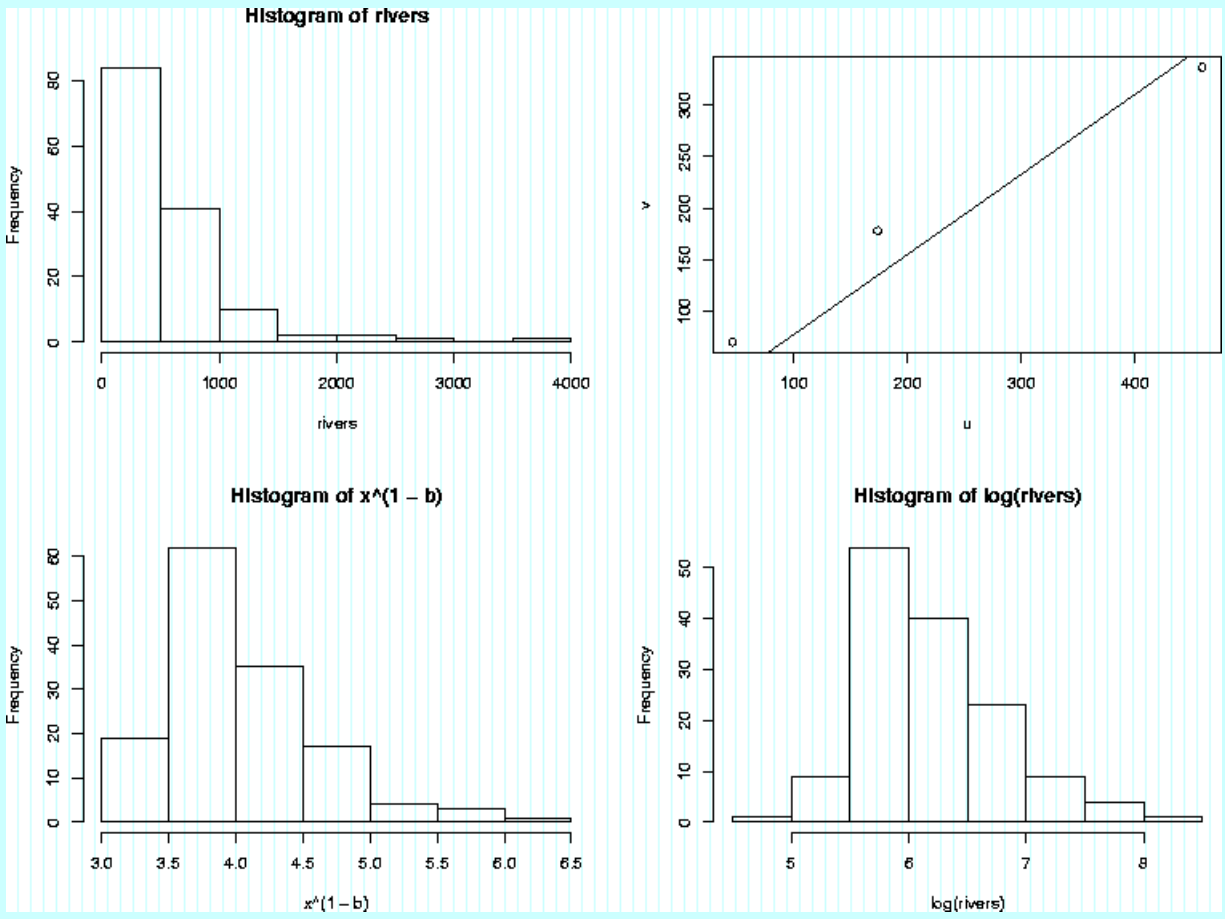 Histogram of rivers
Frequency
0 20 40 60 80
0 1000 2000 3000 4000
rivers
v
100 150 200 250 300
100 200 300 400
u
Histogram of x^(1 − b)
Frequency
0 10 20 30 40 50 60
3.0 3.5 4.0 4.5 5.0 5.5 6.0 6.5
x^(1 − b)
Histogram of log(rivers)
Frequency
0 10 20 30 40 50
5 6 7 8
log(rivers)